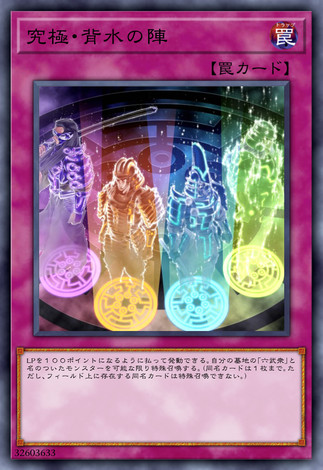 究極・背水の陣
トラップ
罠
【罠カード】
LPを100ポイントになるように払って発動できる。自分の墓地の「六武衆」と
名のついたモンスターを可能な限り特殊召喚する。(同名カードは1枚まで。た
だし、フィールド上に存在する同名カードは特殊召喚できない。)
32603633